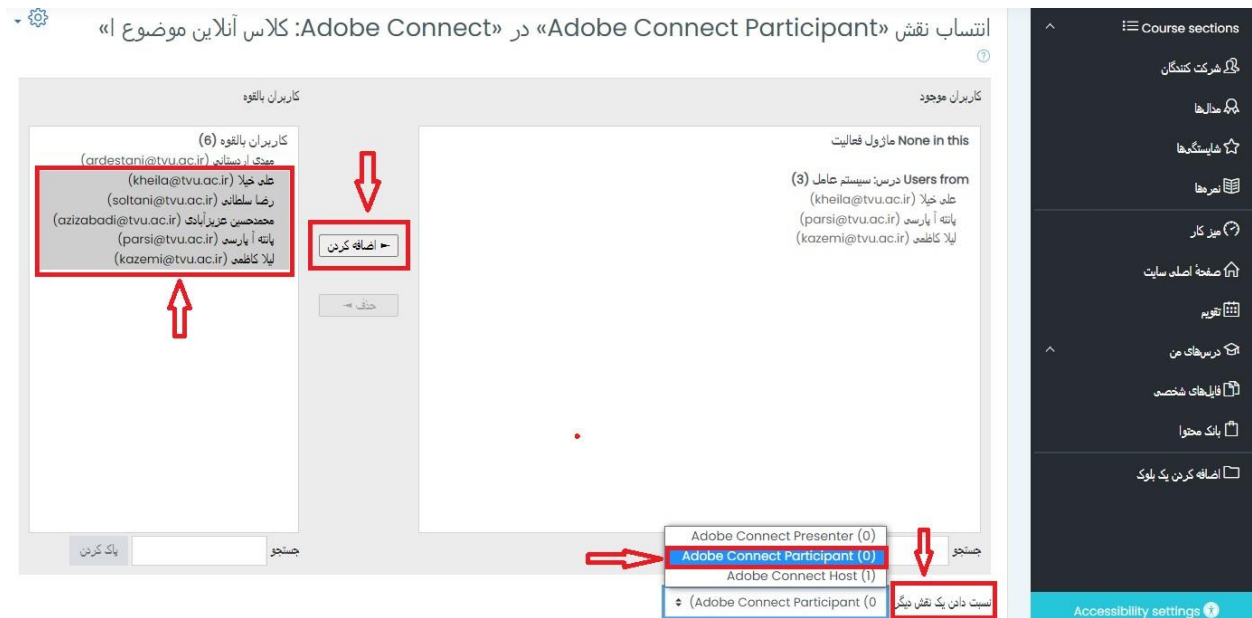 انتساب نقش «Adobe Connect Participant» در «Adobe Connect: کلاس آنلاین موضوع ۱»
کاربران موجود
None in this ماژول فعالیت
Users from درس: سیستم عامل (3)
علی خیلا (kheila@tvu.ac.ir)
پانته آ پارسی (parsi@tvu.ac.ir)
لیلا کاظمی (kazemi@tvu.ac.ir)
جستجو
► اضافه کردن
حذف ◄
کاربران بالقوه
کاربران بالقوه (6)
مهدی اردستانی (ardestani@tvu.ac.ir)
علی خیلا (kheila@tvu.ac.ir)
رضا سلطانی (soltani@tvu.ac.ir)
محمدحسین عزیزآبادی (azizabadi@tvu.ac.ir)
پانته آ پارسی (parsi@tvu.ac.ir)
لیلا کاظمی (kazemi@tvu.ac.ir)
جستجو
پاک کردن
Adobe Connect Presenter (0)
Adobe Connect Participant (0)
Adobe Connect Host (1)
نسبت دادن یک نقش دیگر
(Adobe Connect Participant (0
Course sections
شرکت کنندگان
مدال‌ها
شایستگی‌ها
نمره‌ها
میز کار
صفحهٔ اصلی سایت
تقویم
درس‌های من
فایل‌های شخصی
بانک محتوا
اضافه کردن یک بلوک
Accessibility settings